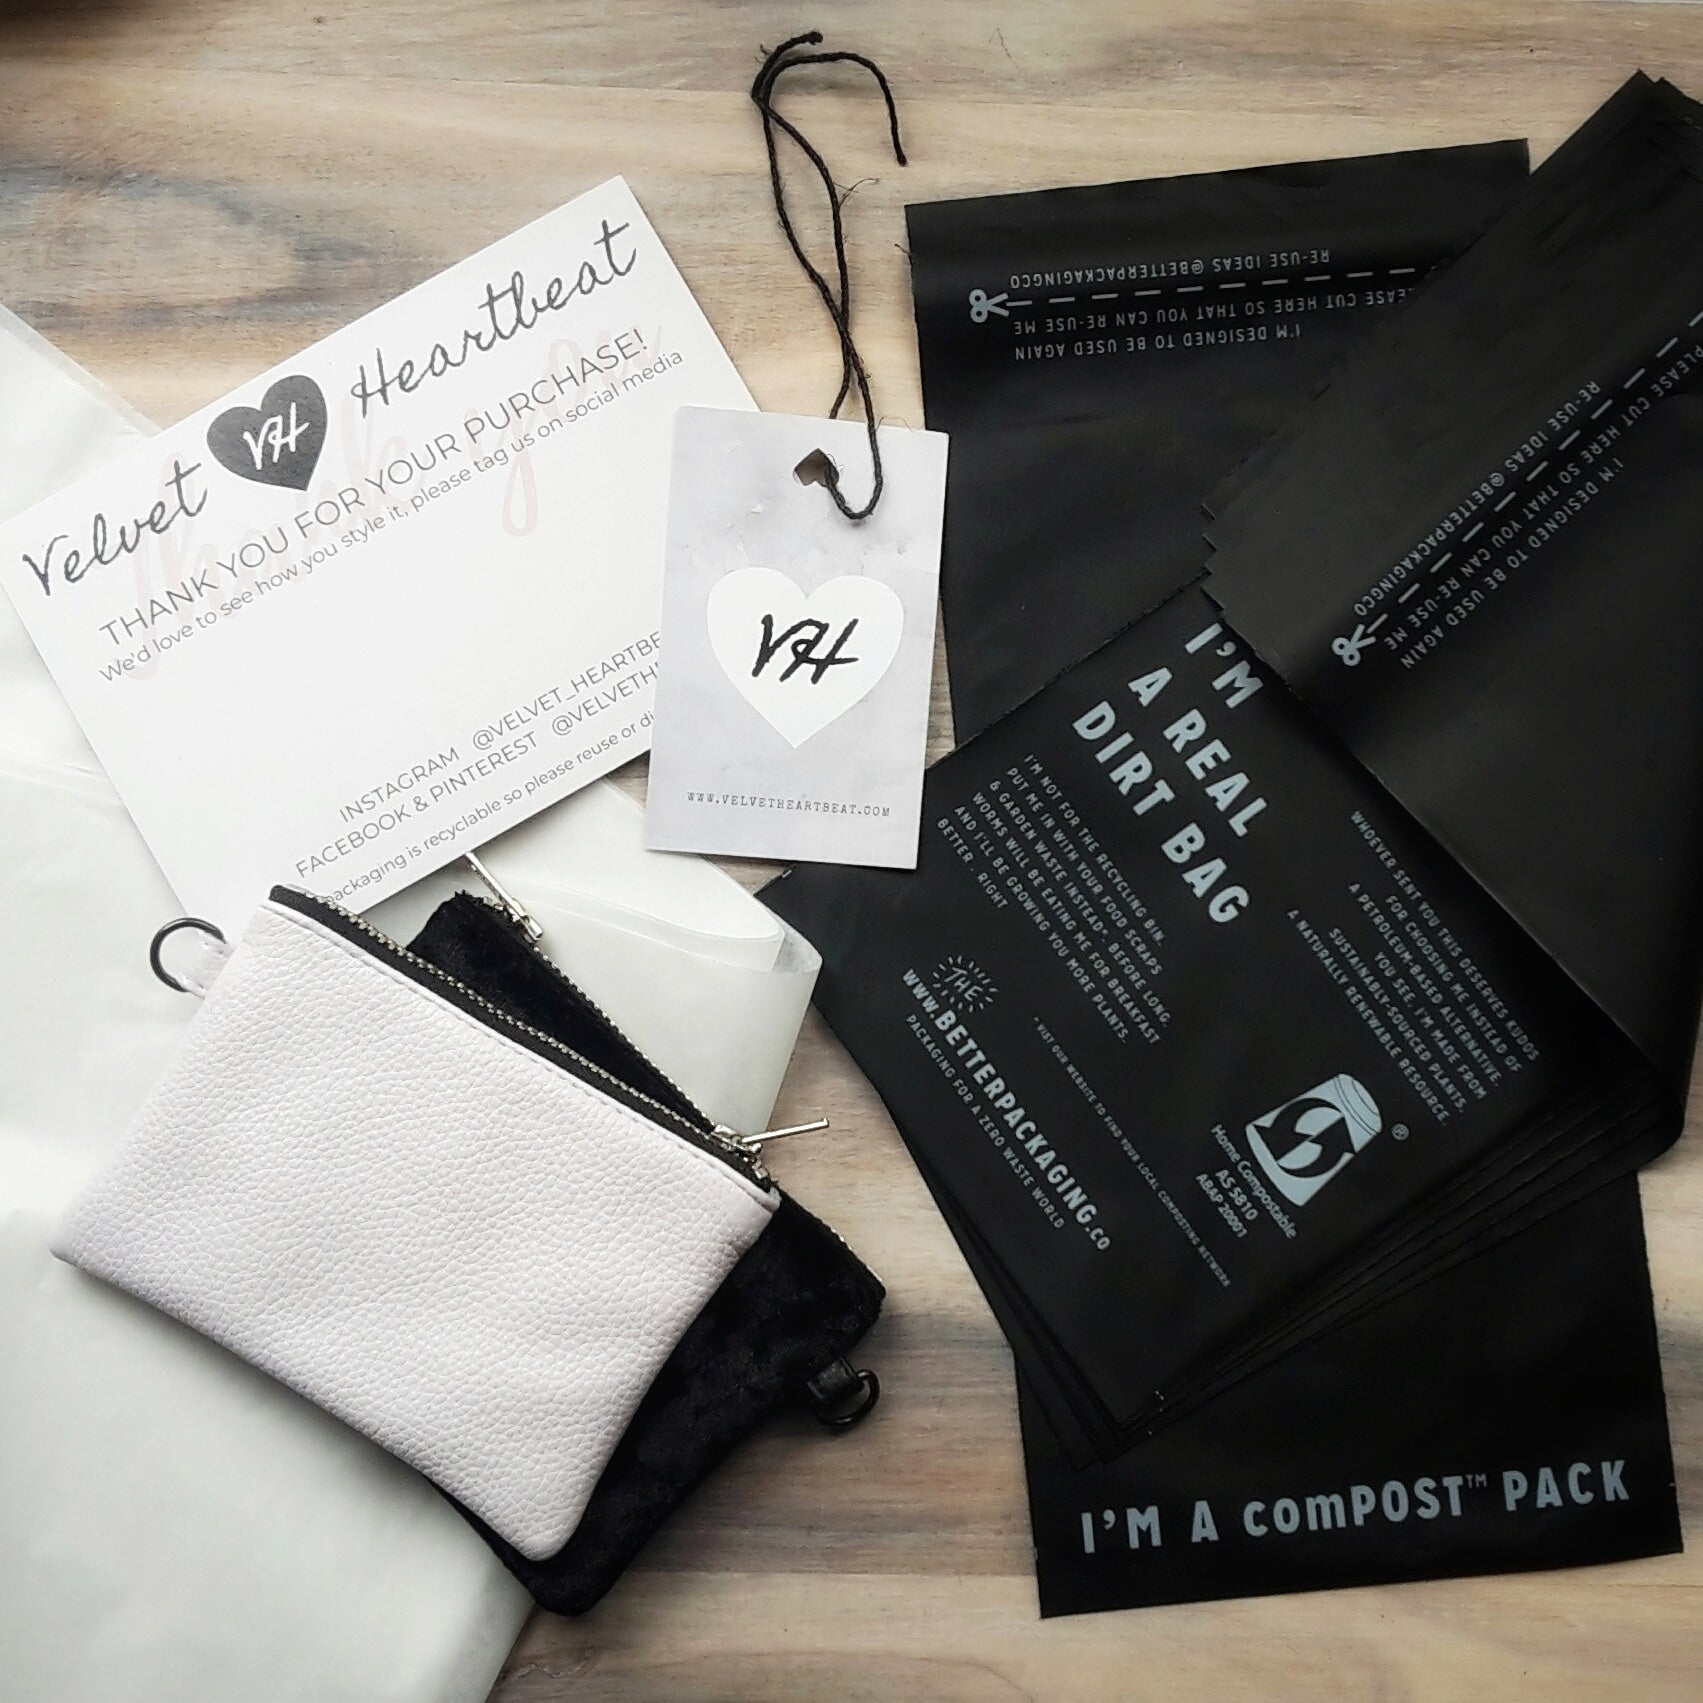 Velvet VH Heartbeat
thank you
THANK YOU FOR YOUR PURCHASE!
We'd love to see how you style it, please tag us on social media
INSTAGRAM @VELVET_HEARTBE
FACEBOOK & PINTEREST @VELVETH
packaging is recyclable so please reuse or di
VH
WWW.VELVETHEARTBEAT.COM
I'M DESIGNED TO BE USED AGAIN
EASE CUT HERE SO THAT YOU CAN RE-USE ME
RE-USE IDEAS @BETTERPACKAGINGCO
I'M DESIGNED TO BE USED AGAIN
PLEASE CUT HERE SO THAT YOU CAN RE-USE ME
RE-USE IDEAS @BETTERPACKAGINGCO
I'M
A REAL
DIRT BAG
I'M NOT FOR THE RECYCLING BIN.
PUT ME IN WITH YOUR FOOD SCRAPS
& GARDEN WASTE INSTEAD*. BEFORE LONG,
WORMS WILL BE EATING ME FOR BREAKFAST
AND I'LL BE GROWING YOU MORE PLANTS.
BETTER. RIGHT
WHOEVER SENT YOU THIS DESERVES KUDOS
FOR CHOOSING ME INSTEAD OF
A PETROLEUM-BASED ALTERNATIVE.
YOU SEE, I'M MADE FROM
SUSTAINABLY-SOURCED PLANTS,
A NATURALLY RENEWABLE RESOURCE.
THE
WWW.BETTERPACKAGING.CO
PACKAGING FOR A ZERO WASTE WORLD
* VISIT OUR WEBSITE TO FIND YOUR LOCAL COMPOSTING NETWORK
®
Home Compostable
AS 5810
ABAP 20001
I'M A comPOST™ PACK